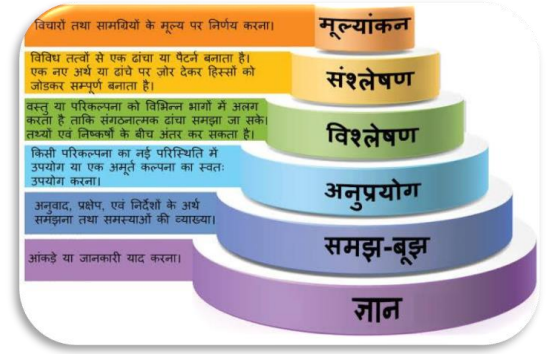 विचारों तथा सामग्रियों के मूल्य पर निर्णय करना।
मूल्यांकन
विविध तत्वों से एक ढांचा या पैटर्न बनाता है।
एक नए अर्थ या ढांचे पर ज़ोर देकर हिस्सों को
जोडकर सम्पूर्ण बनाता है।
संश्लेषण
वस्तु या परिकल्पना को विभिन्न भागों में अलग
करता है ताकि संगठनात्मक ढांचा समझा जा सके।
तथ्यों एवं निष्कर्षों के बीच अंतर कर सकता है।
विश्लेषण
किसी परिकल्पना का नई परिस्थिति में
उपयोग या एक अमूर्त कल्पना का स्वतः
उपयोग करना।
अनुप्रयोग
अनुवाद, प्रक्षेप, एवं निर्देशों के अर्थ
समझना तथा समस्याओं की व्याख्या।
समझ-बूझ
आंकड़े या जानकारी याद करना।
ज्ञान